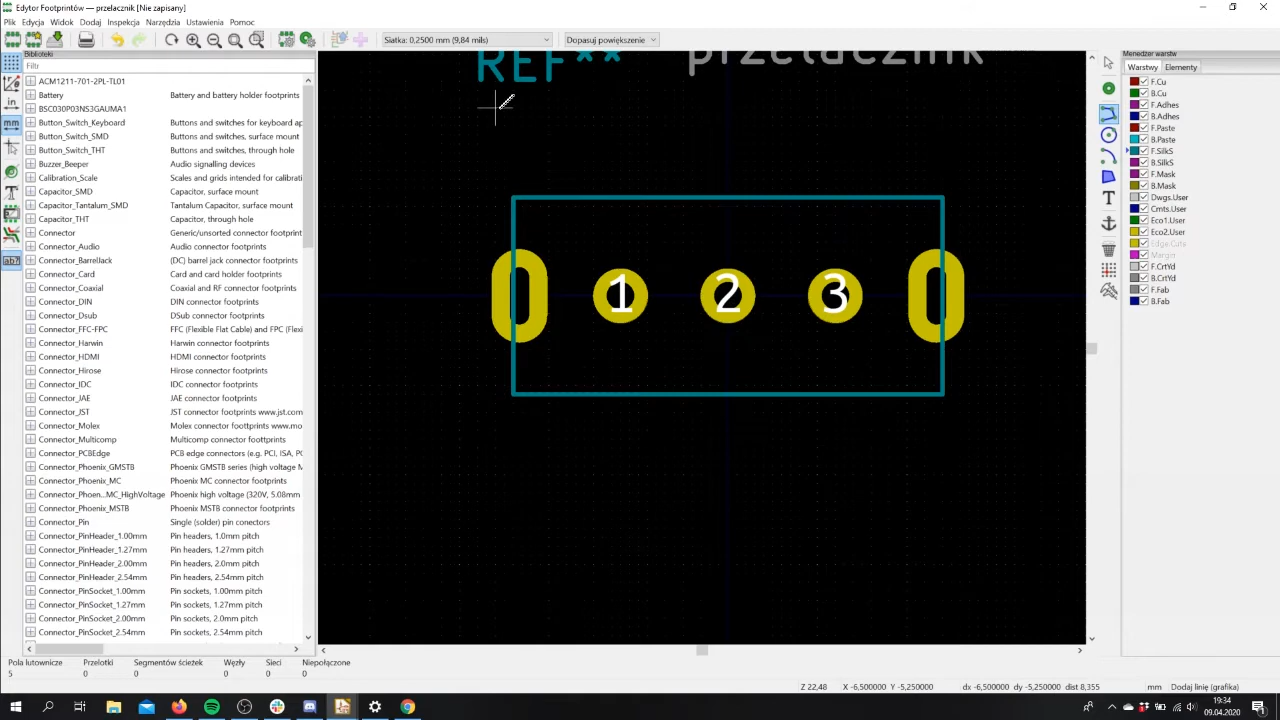 Edytor Footprintów — przelacznik [Nie zapisany]
Plik Edycja Widok Dodaj Inspekcja Narzędzia Ustawienia Pomoc
Siatka: 0,2500 mm (9,84 mils) Dopasuj powiększenie
Biblioteki
Filtr
ACM1211-701-2PL-TL01
Battery Battery and battery holder footprints
BSC030P03NS3GAUMA1
Button_Switch_Keyboard Buttons and switches for keyboard ap
Button_Switch_SMD Buttons and switches, surface mount
Button_Switch_THT Buttons and switches, through hole
Buzzer_Beeper Audio signalling devices
Calibration_Scale Scales and grids intended for calibrati
Capacitor_SMD Capacitor, surface mount
Capacitor_Tantalum_SMD Tantalum Capacitor, surface mount
Capacitor_THT Capacitor, through hole
Connector Generic/unsorted connector footprint
Connector_Audio Audio connector footprints
Connector_BarrelJack (DC) barrel jack connector footprints
Connector_Card Card and card holder footprints
Connector_Coaxial Coaxial and RF connector footprints
Connector_DIN DIN connector footprints
Connector_Dsub DSub connector footprints
Connector_FFC-FPC FFC (Flexible Flat Cable) and FPC (Flexi
Connector_Harwin Harwin connector footprints
Connector_HDMI HDMI connector footprints
Connector_Hirose Hirose connector footprints
Connector_IDC IDC connector footprints
Connector_JAE JAE connector footprints
Connector_JST JST connector footprints www.jst.com
Connector_Molex Molex connector foottprints www.mo
Connector_Multicomp Multicomp connector footprints
Connector_PCBEdge PCB edge connectors (e.g. PCI, ISA, PC
Connector_Phoenix_GMSTB Phoenix GMSTB series (high voltage M
Connector_Phoenix_MC Phoenix MC connector footprints
Connector_Phoen...MC_HighVoltage Phoenix high voltage (320V, 5.08mm
Connector_Phoenix_MSTB Phoenix MSTB connector footprints
Connector_Pin Single (solder) pin conectors
Connector_PinHeader_1.00mm Pin headers, 1.0mm pitch
Connector_PinHeader_1.27mm Pin headers, 1.27mm pitch
Connector_PinHeader_2.00mm Pin headers, 2.0mm pitch
Connector_PinHeader_2.54mm Pin headers, 2.54mm pitch
Connector_PinSocket_1.00mm Pin sockets, 1.00mm pitch
Connector_PinSocket_1.27mm Pin sockets, 1.27mm pitch
Connector_PinSocket_2.00mm Pin sockets, 2.0mm pitch
Connector_PinSocket_2.54mm Pin sockets, 2.54mm pitch
in
mm
T
ab?
REF** przelacznik
1 2 3
T
Menedżer warstw
Warstwy Elementy
F.Cu
B.Cu
F.Adhes
B.Adhes
F.Paste
B.Paste
F.SilkS
B.SilkS
F.Mask
B.Mask
Dwgs.User
Cmts.User
Eco1.User
Eco2.User
Edge.Cuts
Margin
F.CrtYd
B.CrtYd
F.Fab
B.Fab
Pola lutownicze Przelotki Segmentów ścieżek Węzły Sieci Niepołączone
5 0 0 0 0 0
Z 22,48 X -6,500000 Y -5,250000 dx -6,500000 dy -5,250000 dist 8,355 mm Dodaj linię (grafika)
19:34
09.04.2020